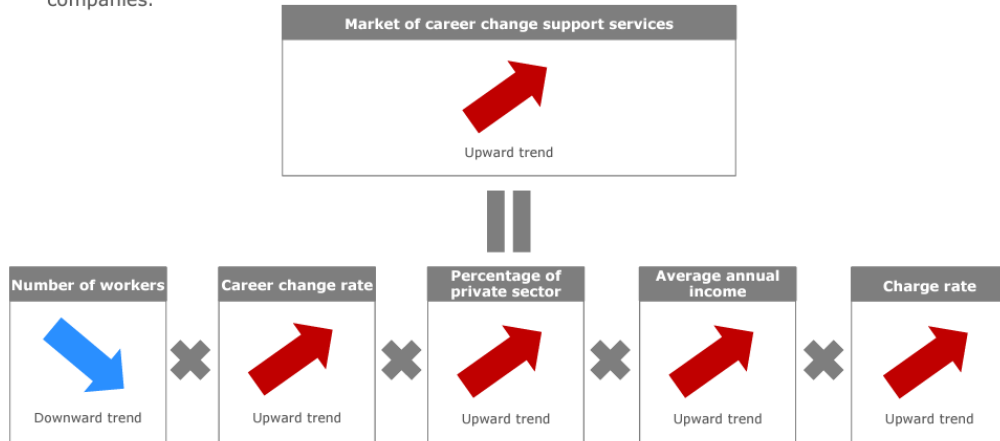 companies.
Market of career change support services
Upward trend
Number of workers
Career change rate
Percentage of
private sector
Average annual
income
Charge rate
Downward trend
Upward trend
Upward trend
Upward trend
Upward trend